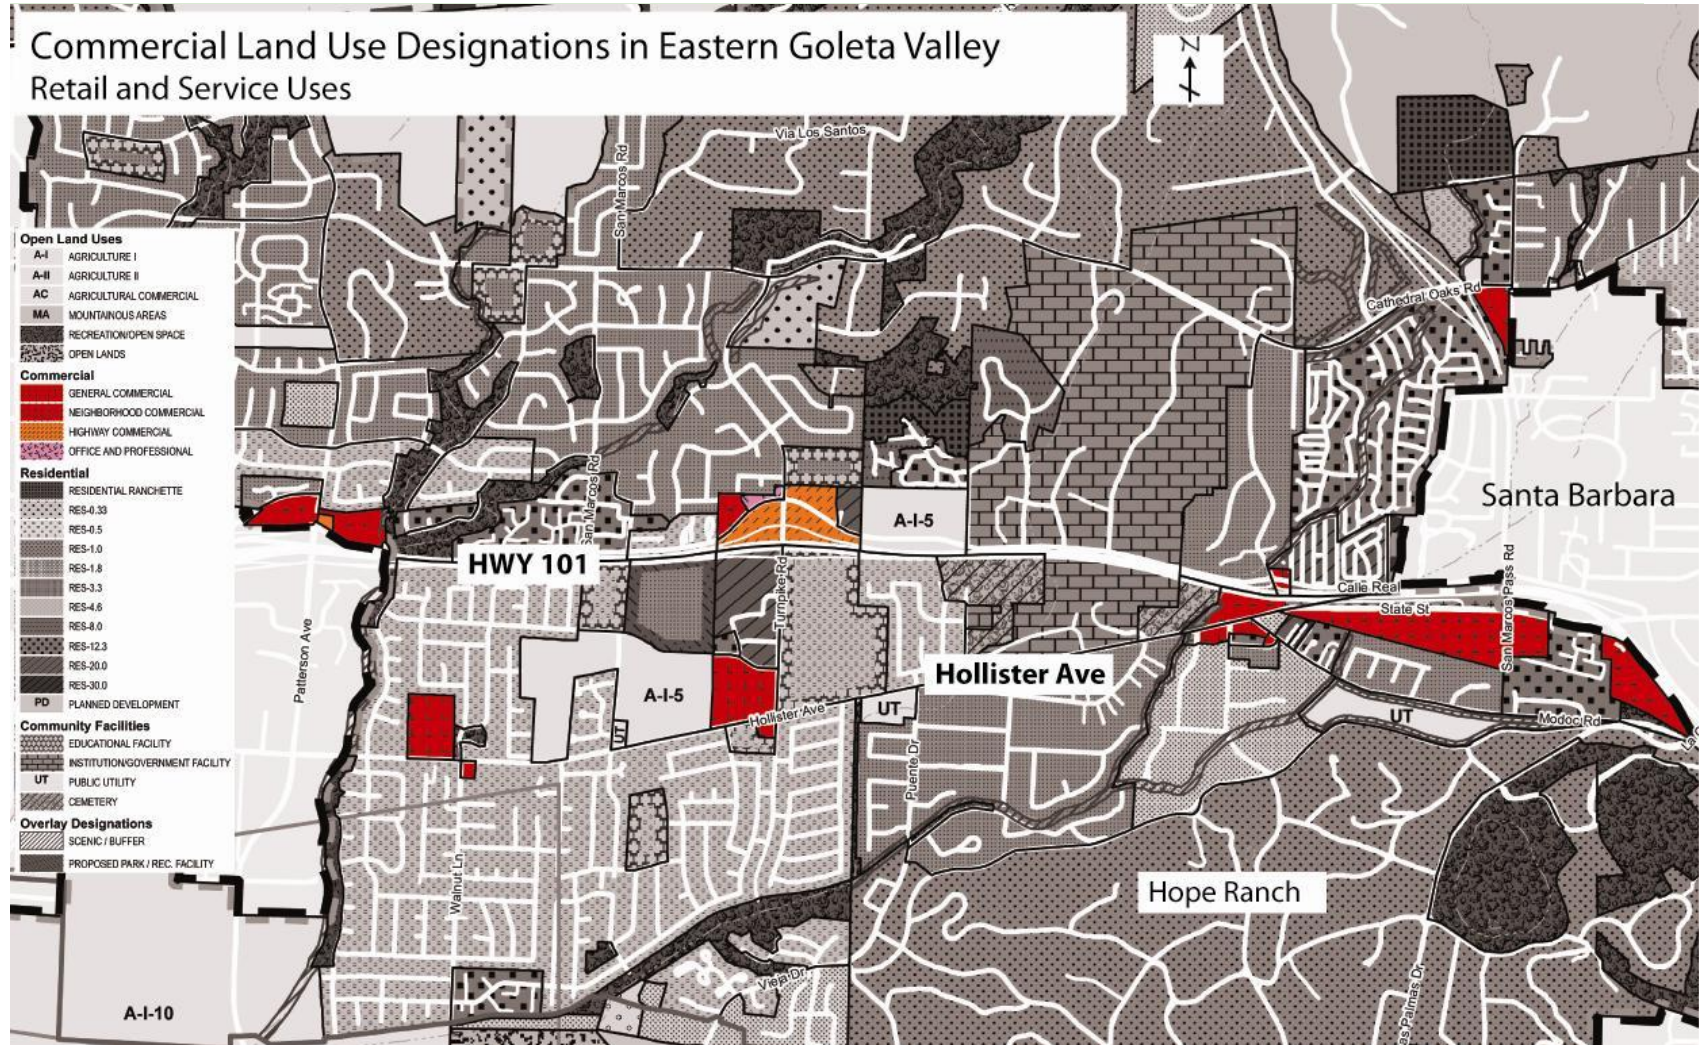 Commercial Land Use Designations in Eastern Goleta Valley
Retail and Service Uses
N
Via Los Santos
San Marcos Rd
Cathedral Oaks Rd
Open Land Uses
A-I AGRICULTURE I
A-II AGRICULTURE II
AC AGRICULTURAL COMMERCIAL
MA MOUNTAINOUS AREAS
RECREATION/OPEN SPACE
OPEN LANDS
Commercial
GENERAL COMMERCIAL
NEIGHBORHOOD COMMERCIAL
HIGHWAY COMMERCIAL
OFFICE AND PROFESSIONAL
Residential
RESIDENTIAL RANCHETTE
RES-0.33
RES-0.5
RES-1.0
RES-1.8
RES-3.3
RES-4.6
RES-8.0
RES-12.3
RES-20.0
RES-30.0
PD PLANNED DEVELOPMENT
Community Facilities
EDUCATIONAL FACILITY
INSTITUTION/GOVERNMENT FACILITY
UT PUBLIC UTILITY
CEMETERY
Overlay Designations
SCENIC / BUFFER
PROPOSED PARK / REC. FACILITY
San Marcos Rd
A-I-5
Santa Barbara
HWY 101
Turnpike Rd
Calle Real
State St
San Marcos Pass Rd
Patterson Ave
Hollister Ave
A-I-5
UT
Hollister Ave
UT
UT
Modoc Rd
Puente Dr
Walnut Ln
Hope Ranch
Vieja Dr
as Palmas Dr
A-I-10